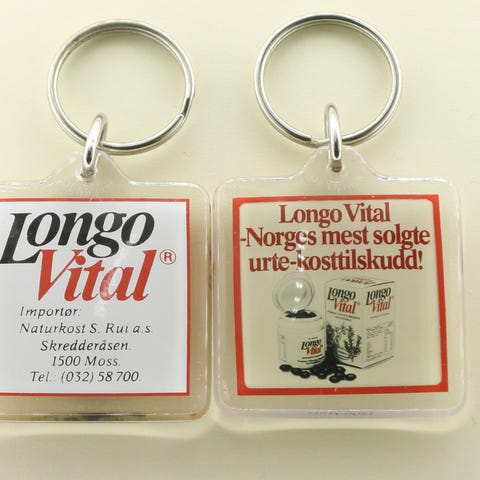 Longo
Vital®
Importør:
Naturkost S. Rui a.s.
Skredderåsen.
1500 Moss.
Tel.: (032) 58 700.
Longo Vital
-Norges mest solgte
urte-kosttilskudd!
Longo
Vital
Longo
Vital
Longo
Vital